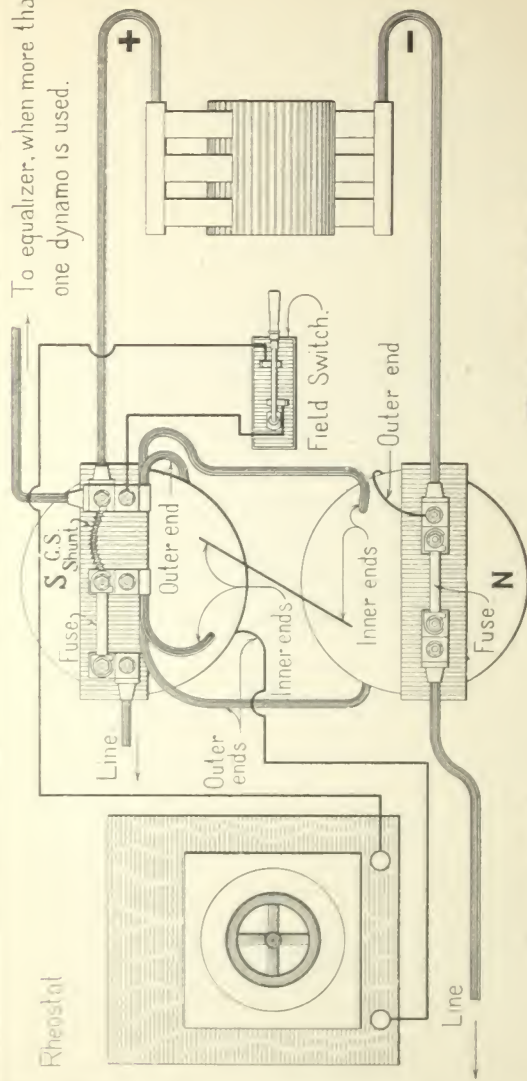 To equalizer, when more than
one dynamo is used.
+
-
Field Switch.
S
G.S.
Shunt
Fuse
Outer end
Line
Inner ends
Outer
ends
Outer end
Inner ends
Fuse
N
Rheostat
Line